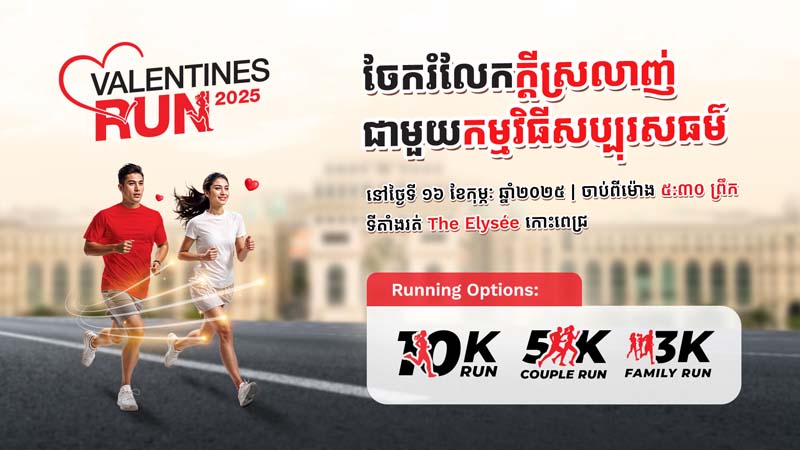 VALENTINES
RUN 2025
ចែករំលែកក្តីស្រលាញ់
ជាមួយកម្មវិធីសប្បុរសធម៌
នៅថ្ងៃទី ១៦ ខែកុម្ភៈ ឆ្នាំ២០២៥ | ចាប់ពីម៉ោង ៥:៣០ ព្រឹក
ទីតាំងរត់ The Elysée កោះពេជ្រ
Running Options:
10K RUN
5K COUPLE RUN
3K FAMILY RUN